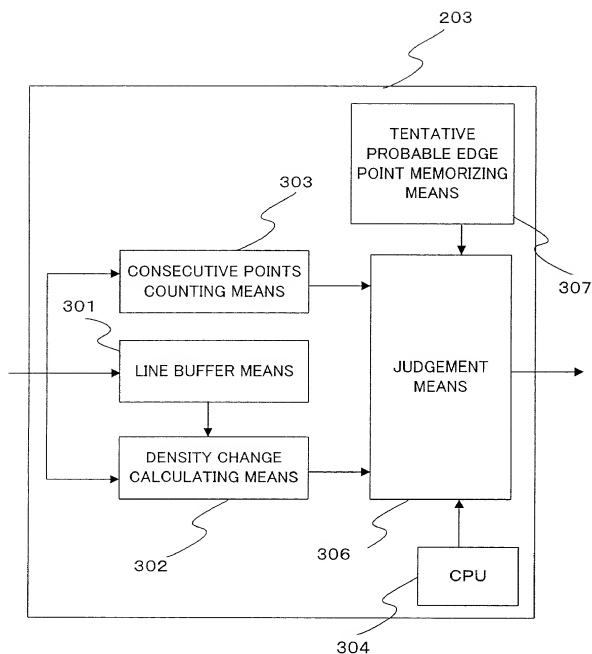 203
TENTATIVE
PROBABLE EDGE
POINT MEMORIZING
MEANS
303
307
CONSECUTIVE POINTS
COUNTING MEANS
301
LINE BUFFER MEANS
JUDGEMENT
MEANS
DENSITY CHANGE
CALCULATING MEANS
302
306
CPU
304